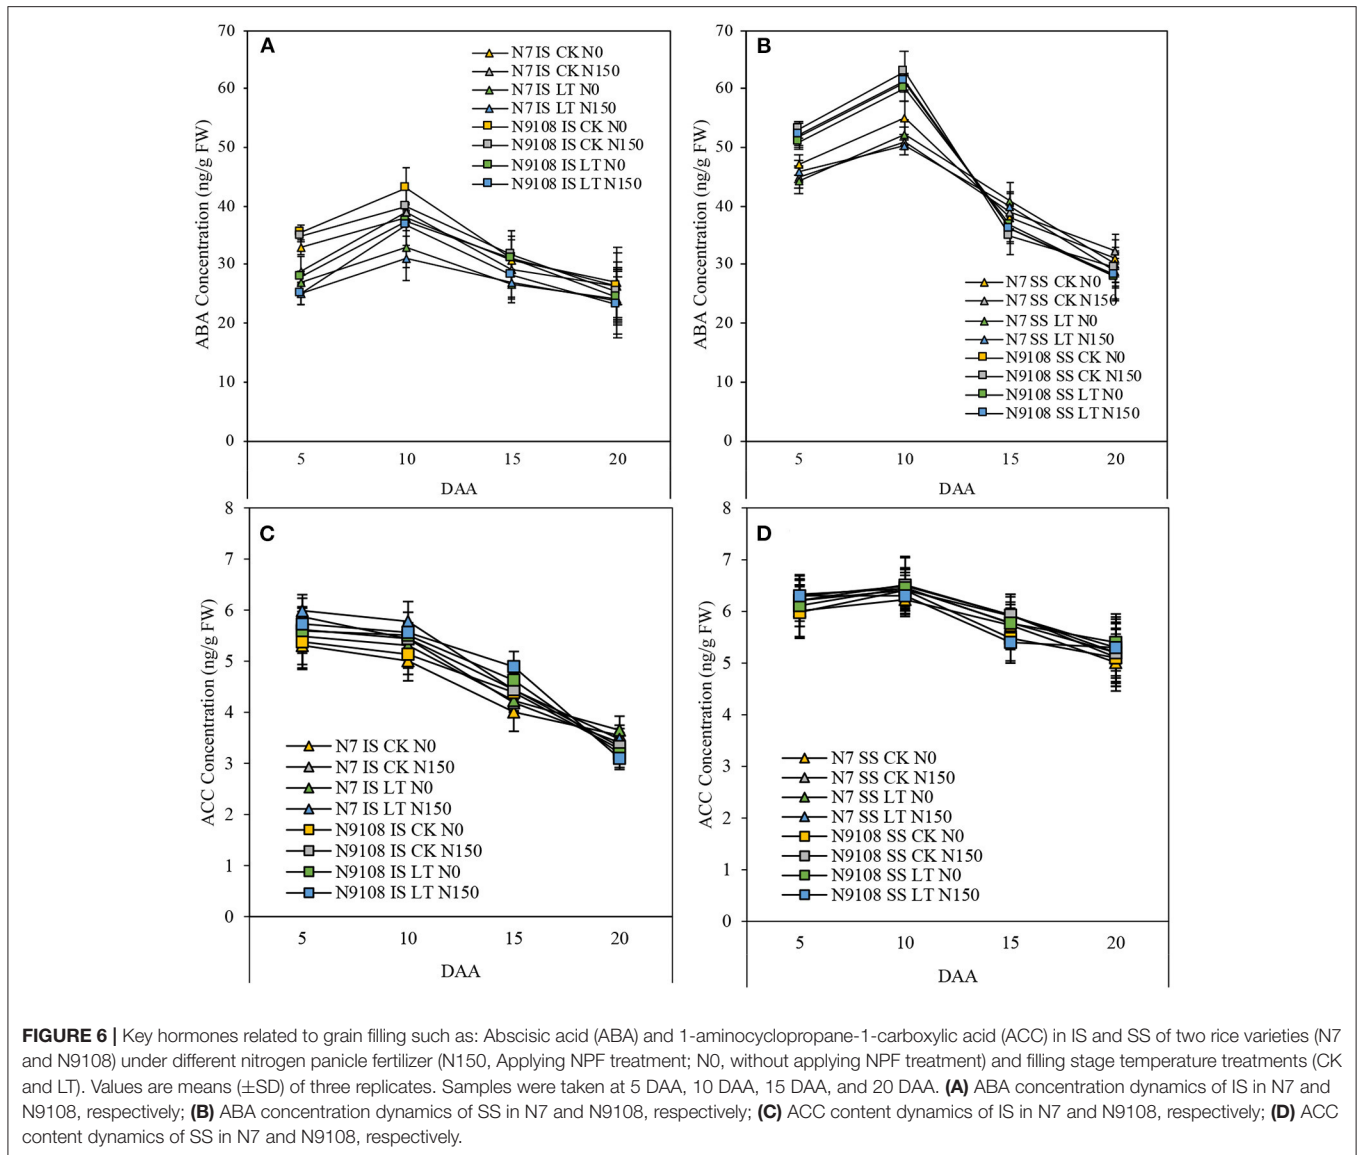 A
70
60
50
40
30
20
10
0
ABA Concentration (ng/g FW)
N7 IS CK N0
N7 IS CK N150
N7 IS LT N0
N7 IS LT N150
N9108 IS CK N0
N9108 IS CK N150
N9108 IS LT N0
N9108 IS LT N150
5 10 15 20
DAA
B
70
60
50
40
30
20
10
0
ABA Concentration (ng/g FW)
N7 SS CK N0
N7 SS CK N150
N7 SS LT N0
N7 SS LT N150
N9108 SS CK N0
N9108 SS CK N150
N9108 SS LT N0
N9108 SS LT N150
5 10 15 20
DAA
C
8
7
6
5
4
3
2
1
0
ACC Concentration (ng/g FW)
N7 IS CK N0
N7 IS CK N150
N7 IS LT N0
N7 IS LT N150
N9108 IS CK N0
N9108 IS CK N150
N9108 IS LT N0
N9108 IS LT N150
5 10 15 20
DAA
D
8
7
6
5
4
3
2
1
0
ACC Concentration (ng/g FW)
N7 SS CK N0
N7 SS CK N150
N7 SS LT N0
N7 SS LT N150
N9108 SS CK N0
N9108 SS CK N150
N9108 SS LT N0
N9108 SS LT N150
5 10 15 20
DAA
FIGURE 6 | Key hormones related to grain filling such as: Abscisic acid (ABA) and 1-aminocyclopropane-1-carboxylic acid (ACC) in IS and SS of two rice varieties (N7
and N9108) under different nitrogen panicle fertilizer (N150, Applying NPF treatment; N0, without applying NPF treatment) and filling stage temperature treatments (CK
and LT). Values are means (±SD) of three replicates. Samples were taken at 5 DAA, 10 DAA, 15 DAA, and 20 DAA. (A) ABA concentration dynamics of IS in N7 and
N9108, respectively; (B) ABA concentration dynamics of SS in N7 and N9108, respectively; (C) ACC content dynamics of IS in N7 and N9108, respectively; (D) ACC
content dynamics of SS in N7 and N9108, respectively.